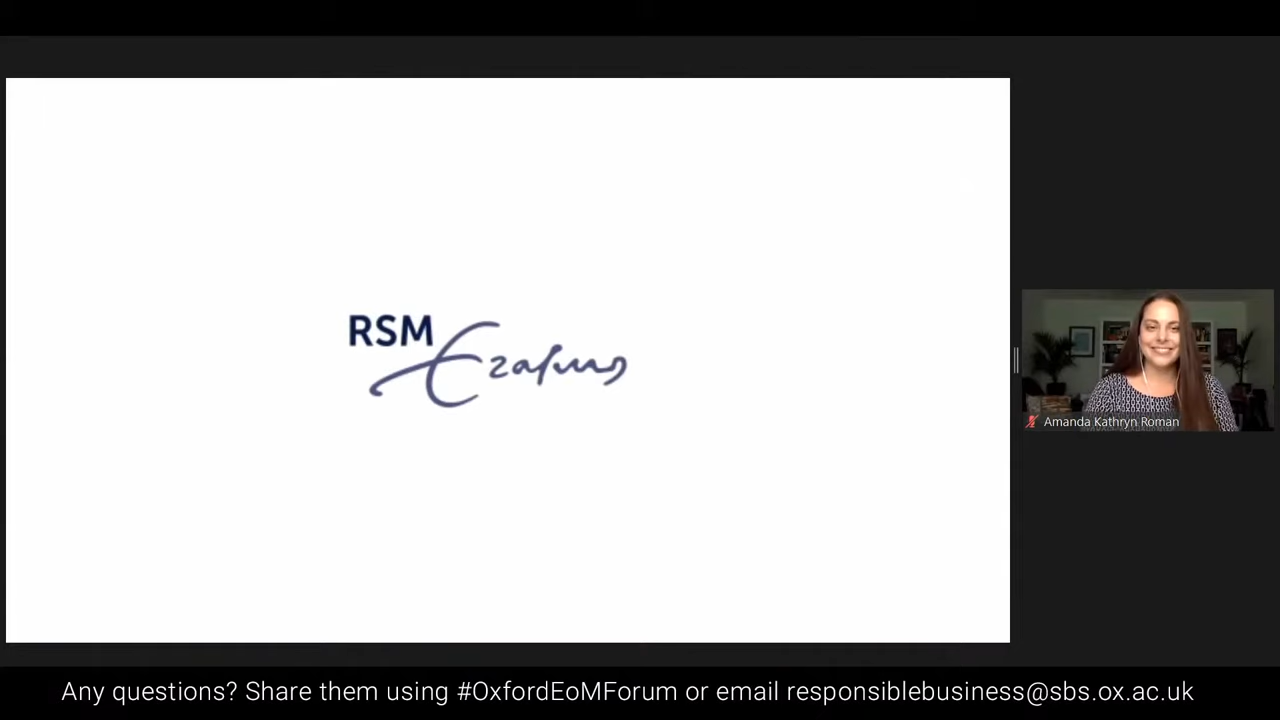 RSM
Erasmus
Amanda Kathryn Roman
Any questions? Share them using #OxfordEoMForum or email responsiblebusiness@sbs.ox.ac.uk